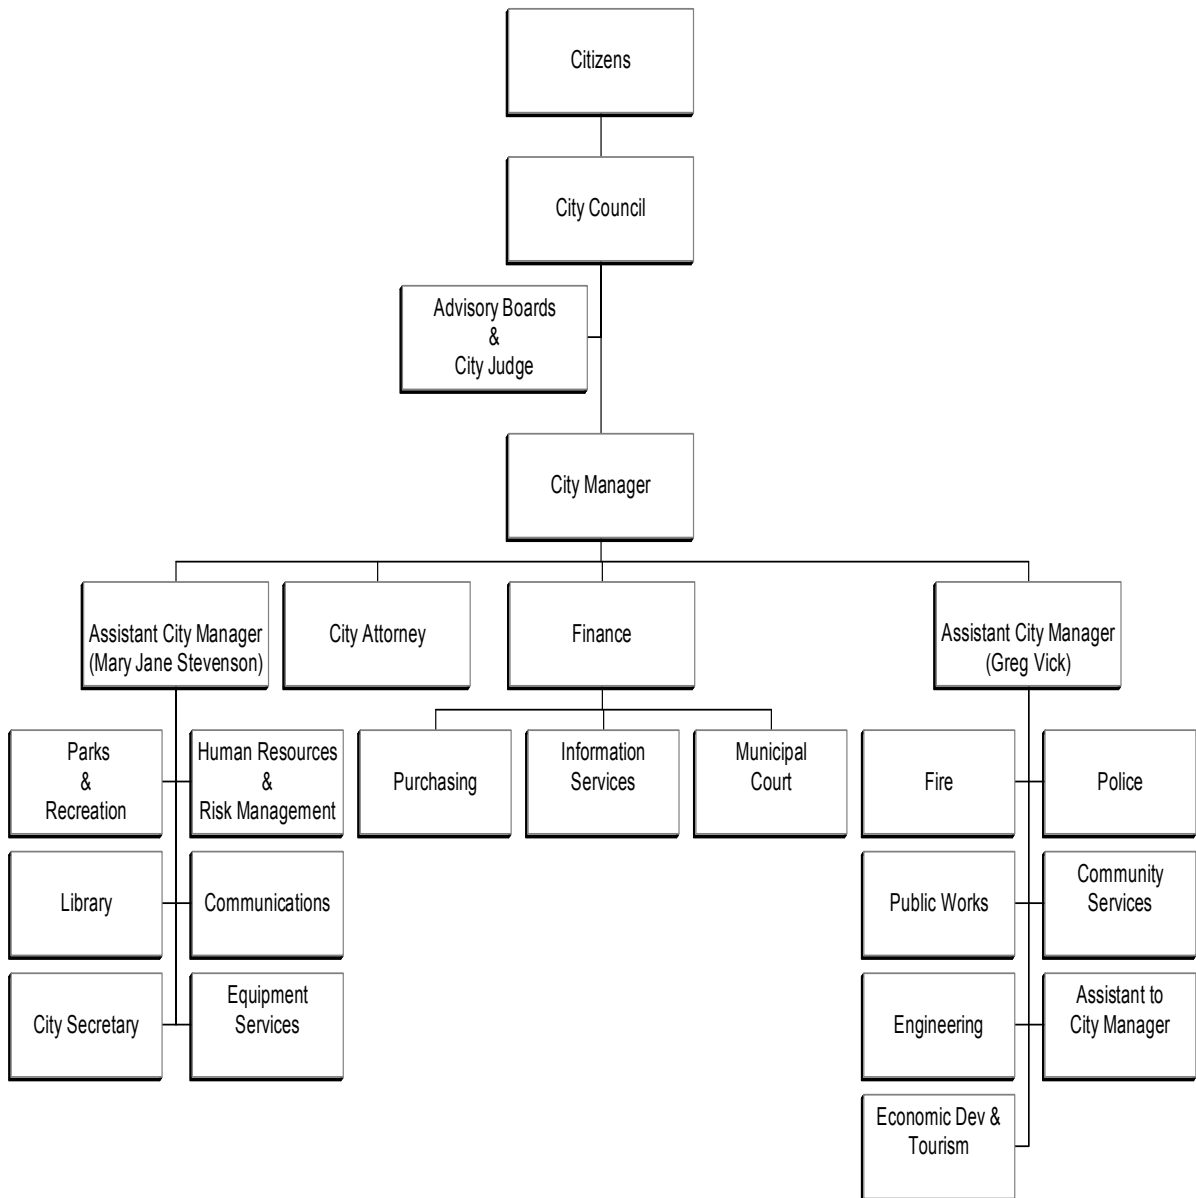 Citizens
City Council
Advisory Boards
&
City Judge
City Manager
Assistant City Manager
(Mary Jane Stevenson)
City Attorney
Finance
Assistant City Manager
(Greg Vick)
Parks
&
Recreation
Human Resources
&
Risk Management
Purchasing
Information
Services
Municipal
Court
Fire
Police
Library
Communications
Public Works
Community
Services
City Secretary
Equipment
Services
Engineering
Assistant to
City Manager
Economic Dev &
Tourism